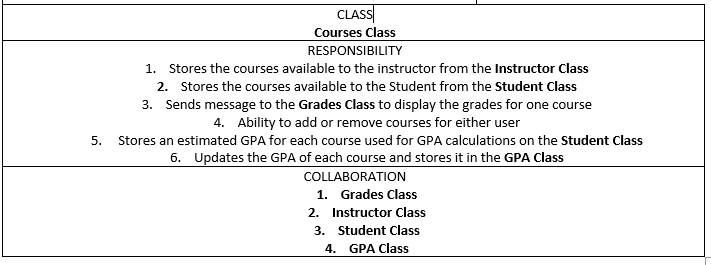 CLASS
Courses Class
RESPONSIBILITY
1. Stores the courses available to the instructor from the Instructor Class
2. Stores the courses available to the Student from the Student Class
3. Sends message to the Grades Class to display the grades for one course
4. Ability to add or remove courses for either user
5. Stores an estimated GPA for each course used for GPA calculations on the Student Class
6. Updates the GPA of each course and stores it in the GPA Class
COLLABORATION
1. Grades Class
2. Instructor Class
3. Student Class
4. GPA Class